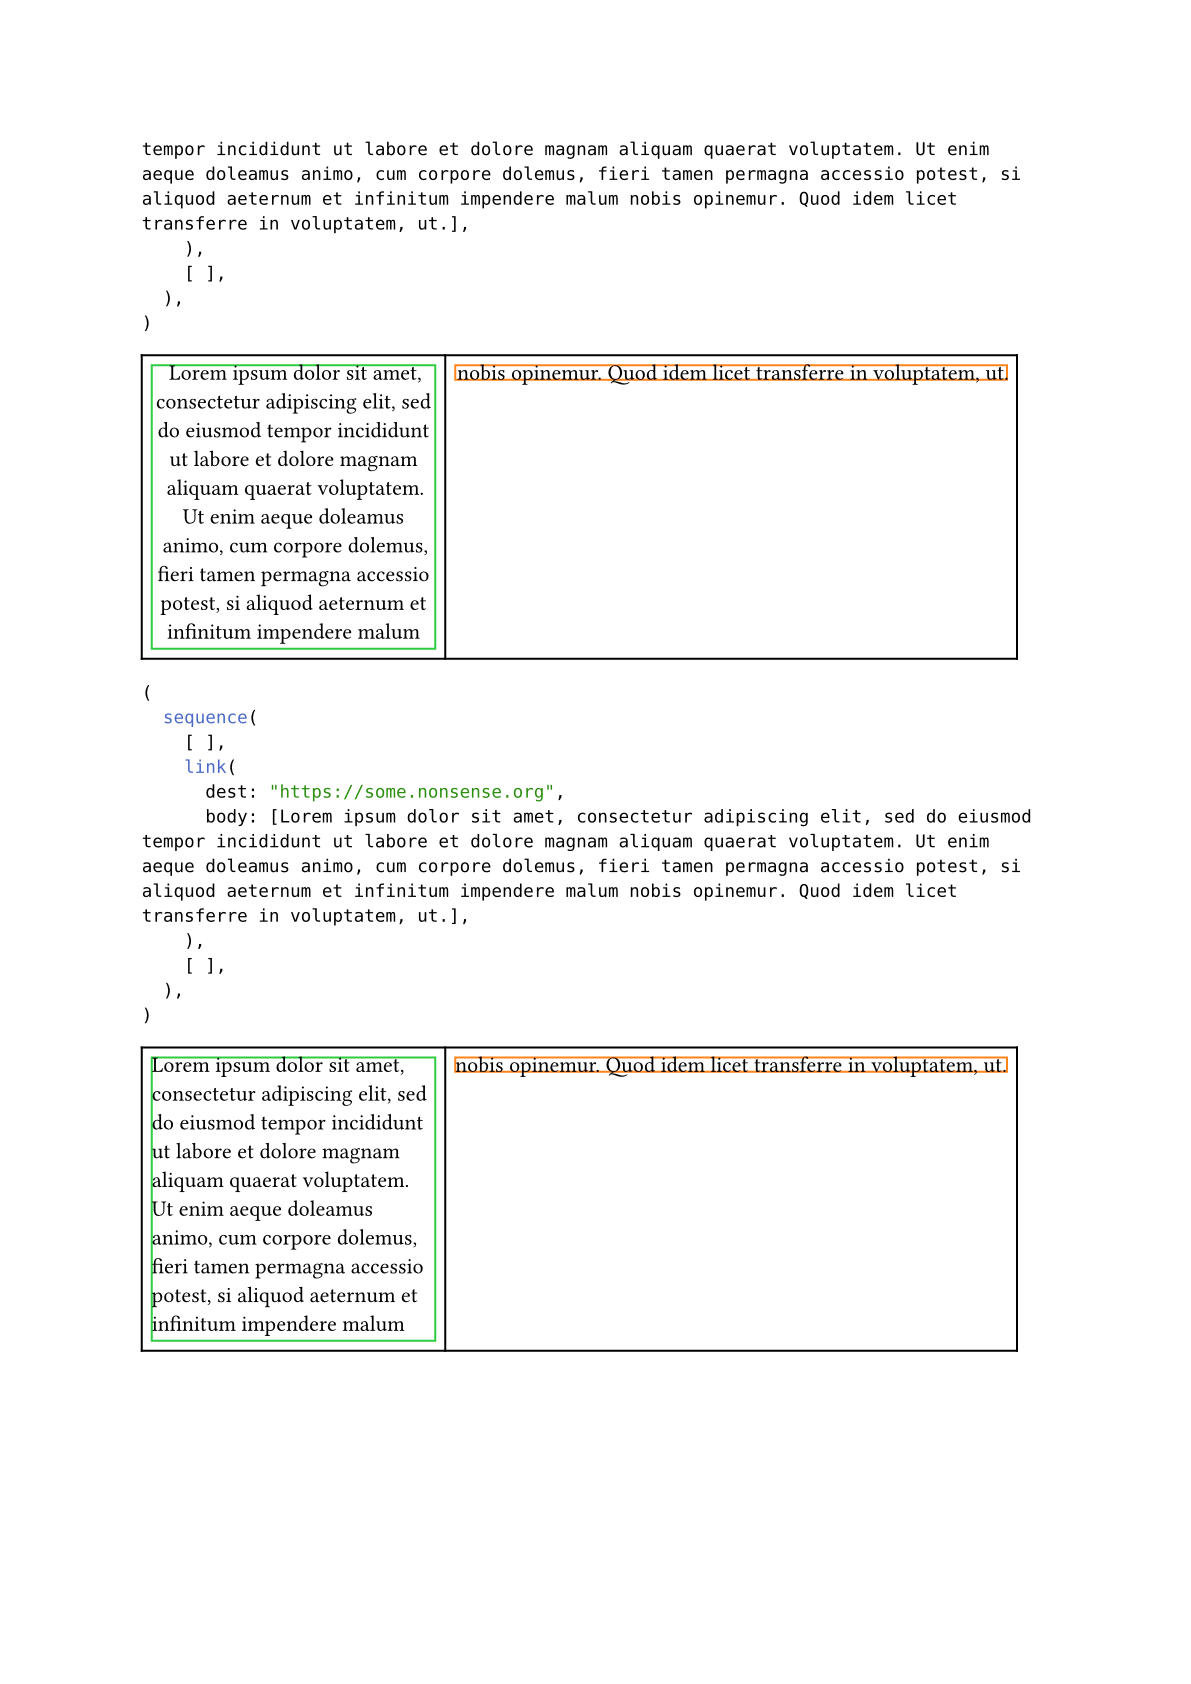 tempor incididunt ut labore et dolore magnam aliquam quaerat voluptatem. Ut enim
aeque doleamus animo, cum corpore dolemus, fieri tamen permagna accessio potest, si
aliquod aeternum et infinitum impendere malum nobis opinemur. Quod idem licet
transferre in voluptatem, ut.],
    ),
    [ ],
  ),
)
Lorem ipsum dolor sit amet,
consectetur adipiscing elit, sed
do eiusmod tempor incididunt
ut labore et dolore magnam
aliquam quaerat voluptatem.
Ut enim aeque doleamus
animo, cum corpore dolemus,
fieri tamen permagna accessio
potest, si aliquod aeternum et
infinitum impendere malum
nobis opinemur. Quod idem licet transferre in voluptatem, ut.
(
  sequence(
    [ ],
    link(
      dest: "https://some.nonsense.org",
      body: [Lorem ipsum dolor sit amet, consectetur adipiscing elit, sed do eiusmod
tempor incididunt ut labore et dolore magnam aliquam quaerat voluptatem. Ut enim
aeque doleamus animo, cum corpore dolemus, fieri tamen permagna accessio potest, si
aliquod aeternum et infinitum impendere malum nobis opinemur. Quod idem licet
transferre in voluptatem, ut.],
    ),
    [ ],
  ),
)
Lorem ipsum dolor sit amet,
consectetur adipiscing elit, sed
do eiusmod tempor incididunt
ut labore et dolore magnam
aliquam quaerat voluptatem.
Ut enim aeque doleamus
animo, cum corpore dolemus,
fieri tamen permagna accessio
potest, si aliquod aeternum et
infinitum impendere malum
nobis opinemur. Quod idem licet transferre in voluptatem, ut.